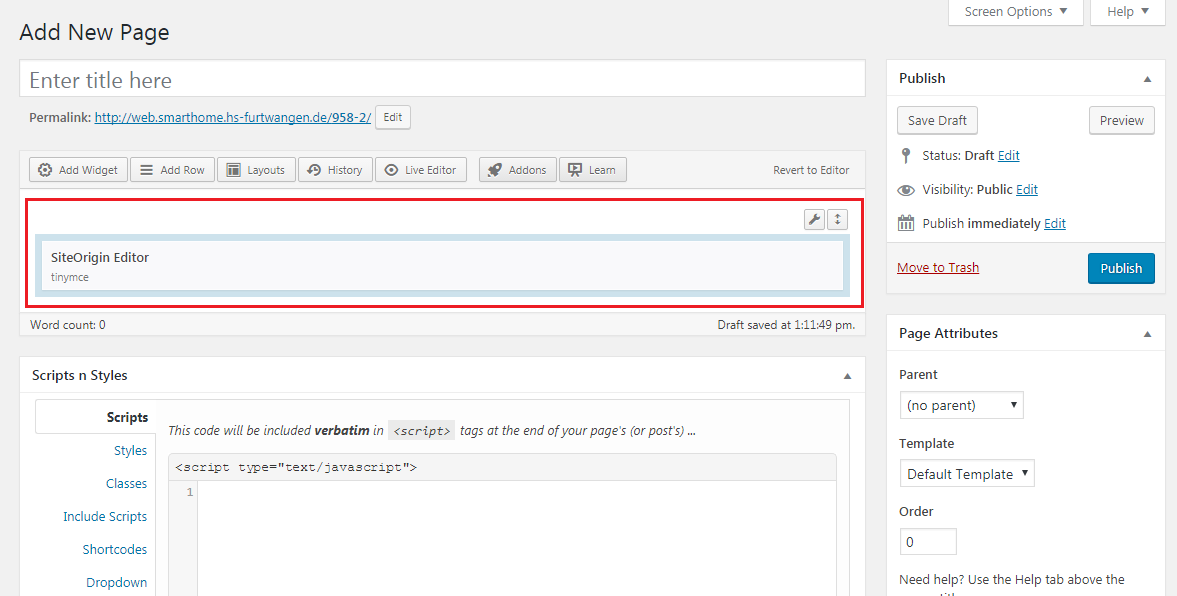 Screen Options ▼ Help ▼
Add New Page
Enter title here
Permalink: http://web.smarthome.hs-furtwangen.de/958-2/ Edit
Add Widget Add Row Layouts History Live Editor Addons Learn Revert to Editor
SiteOrigin Editor
tinymce
Word count: 0 Draft saved at 1:11:49 pm.
Scripts n Styles
Scripts
Styles
Classes
Include Scripts
Shortcodes
Dropdown
This code will be included verbatim in <script> tags at the end of your page's (or post's) ...
<script type="text/javascript">
1
Publish
Save Draft Preview
Status: Draft Edit
Visibility: Public Edit
Publish immediately Edit
Move to Trash Publish
Page Attributes
Parent
(no parent)
Template
Default Template
Order
0
Need help? Use the Help tab above the